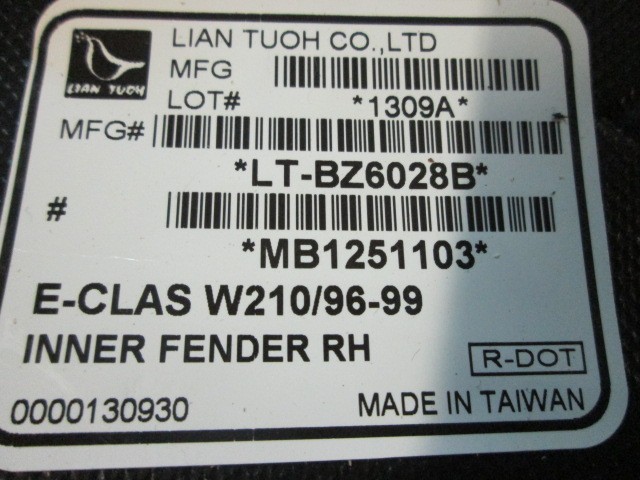 LIAN TUOH
LIAN TUOH CO.,LTD
MFG
LOT#
*1309A*
MFG#
*LT-BZ6028B*
#
*MB1251103*
E-CLAS W210/96-99
INNER FENDER RH
R-DOT
0000130930
MADE IN TAIWAN